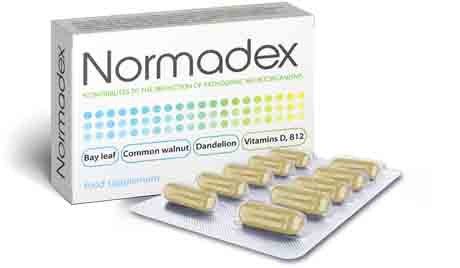 Normadex
CONTRIBUTES TO THE REDUCTION OF PATHOGENIC MICROORGANISMS
Bay leaf
Common walnut
Dandelion
Vitamins D, B12
Food supplement
Normadex